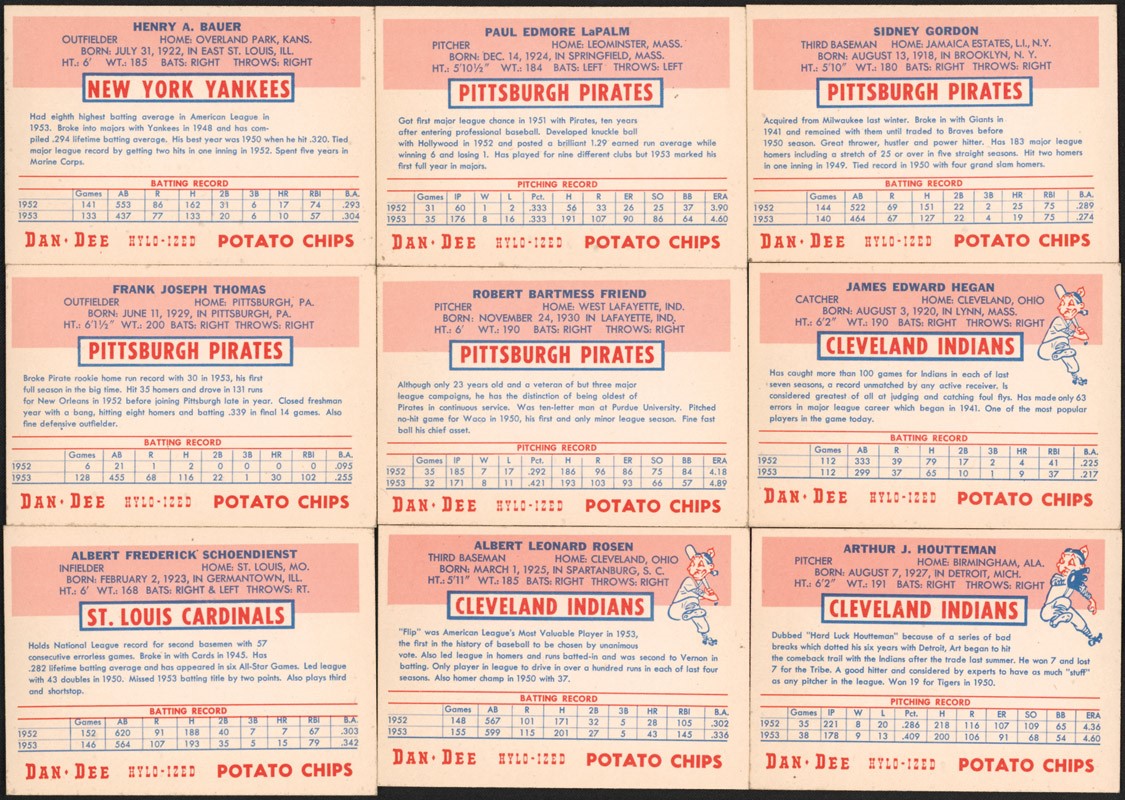 HENRY A. BAUER
OUTFIELDER HOME: OVERLAND PARK, KANS.
BORN: JULY 31, 1922, IN EAST ST. LOUIS, ILL.
HT.: 6' WT.: 185 BATS: RIGHT THROWS: RIGHT
NEW YORK YANKEES
Had eighth highest batting average in American League in
1953. Broke into majors with Yankees in 1948 and has com-
piled .294 lifetime batting average. His best year was 1950 when he hit .320. Tied
major league record by getting two hits in one inning in 1952. Spent five years in
Marine Corps.
BATTING RECORD
Games AB R H 2B 3B HR RBI B.A.
1952 141 553 86 162 31 6 17 74 .293
1953 133 437 77 133 20 6 10 57 .304
DAN·DEE HYLO-IZED POTATO CHIPS
PAUL EDMORE LaPALM
PITCHER HOME: LEOMINSTER, MASS.
BORN: DEC. 14, 1924, IN SPRINGFIELD, MASS.
HT.: 5'10½" WT.: 184 BATS: LEFT THROWS: LEFT
PITTSBURGH PIRATES
Got first major league chance in 1951 with Pirates, ten years
after entering professional baseball. Developed knuckle ball
with Hollywood in 1952 and posted a brilliant 1.29 earned run average while
winning 6 and losing 1. Has played for nine different clubs but 1953 marked his
first full year in majors.
PITCHING RECORD
Games IP W L Pct. H R ER SO BB ERA
1952 31 60 1 2 .333 56 33 26 25 37 3.90
1953 35 176 8 16 .333 191 107 90 86 64 4.60
DAN·DEE HYLO-IZED POTATO CHIPS
SIDNEY GORDON
THIRD BASEMAN HOME: JAMAICA ESTATES, L.I., N.Y.
BORN: AUGUST 13, 1918, IN BROOKLYN, N. Y.
HT.: 5'10" WT.: 180 BATS: RIGHT THROWS: RIGHT
PITTSBURGH PIRATES
Acquired from Milwaukee last winter. Broke in with Giants in
1941 and remained with them until traded to Braves before
1950 season. Great thrower, hustler and power hitter. Has 183 major league
homers including a stretch of 25 or over in five straight seasons. Hit two homers
in one inning in 1949. Tied record in 1950 with four grand slam homers.
BATTING RECORD
Games AB R H 2B 3B HR RBI B.A.
1952 144 522 69 151 22 2 25 75 .289
1953 140 464 67 127 22 4 19 75 .274
DAN·DEE HYLO-IZED POTATO CHIPS
FRANK JOSEPH THOMAS
OUTFIELDER HOME: PITTSBURGH, PA.
BORN: JUNE 11, 1929, IN PITTSBURGH, PA.
HT.: 6'1½" WT.: 200 BATS: RIGHT THROWS: RIGHT
PITTSBURGH PIRATES
Broke Pirate rookie home run record with 30 in 1953, his first
full season in the big time. Hit 35 homers and drove in 131 runs
for New Orleans in 1952 before joining Pittsburgh late in year. Closed freshman
year with a bang, hitting eight homers and batting .339 in final 14 games. Also
fine defensive outfielder.
BATTING RECORD
Games AB R H 2B 3B HR RBI B.A.
1952 6 21 1 2 0 0 0 0 .095
1953 128 455 68 116 22 1 30 102 .255
DAN·DEE HYLO-IZED POTATO CHIPS
ROBERT BARTMESS FRIEND
PITCHER HOME: WEST LAFAYETTE, IND.
BORN: NOVEMBER 24, 1930 IN LAFAYETTE, IND.
HT.: 6' WT.: 190 BATS: RIGHT THROWS: RIGHT
PITTSBURGH PIRATES
Although only 23 years old and a veteran of but three major
league campaigns, he has the distinction of being oldest of
Pirates in continuous service. Was ten-letter man at Purdue University. Pitched
no-hit game for Waco in 1950, his first and only minor league season. Fine fast
ball his chief asset.
PITCHING RECORD
Games IP W L Pct. H R ER SO BB ERA
1952 35 185 7 17 .292 186 96 86 75 84 4.18
1953 32 171 8 11 .421 193 103 93 66 57 4.89
DAN·DEE HYLO-IZED POTATO CHIPS
JAMES EDWARD HEGAN
CATCHER HOME: CLEVELAND, OHIO
BORN: AUGUST 3, 1920, IN LYNN, MASS.
HT.: 6'2" WT.: 190 BATS: RIGHT THROWS: RIGHT
CLEVELAND INDIANS
Has caught more than 100 games for Indians in each of last
seven seasons, a record unmatched by any active receiver. Is
considered greatest of all at judging and catching foul flys. Has made only 63
errors in major league career which began in 1941. One of the most popular
players in the game today.
BATTING RECORD
Games AB R H 2B 3B HR RBI B.A.
1952 112 333 39 79 17 2 4 41 .225
1953 112 299 37 65 10 1 9 37 .217
DAN·DEE HYLO-IZED POTATO CHIPS
ALBERT FREDERICK SCHOENDIENST
INFIELDER HOME: ST. LOUIS, MO.
BORN: FEBRUARY 2, 1923, IN GERMANTOWN, ILL.
HT.: 6' WT.: 168 BATS: RIGHT & LEFT THROWS: RT.
ST. LOUIS CARDINALS
Holds National League record for second basemen with 57
consecutive errorless games. Broke in with Cards in 1945. Has
.282 lifetime batting average and has appeared in six All-Star Games. Led league
with 43 doubles in 1950. Missed 1953 batting title by two points. Also plays third
and shortstop.
BATTING RECORD
Games AB R H 2B 3B HR RBI B.A.
1952 152 620 91 188 40 7 7 67 .303
1953 146 564 107 193 35 5 15 79 .342
DAN·DEE HYLO-IZED POTATO CHIPS
ALBERT LEONARD ROSEN
THIRD BASEMAN HOME: CLEVELAND, OHIO
BORN: MARCH 1, 1925, IN SPARTANBURG, S. C.
HT.: 5'11" WT.: 185 BATS: RIGHT THROWS: RIGHT
CLEVELAND INDIANS
"Flip" was American League's Most Valuable Player in 1953,
the first in the history of baseball to be chosen by unanimous
vote. Also led league in homers and runs batted-in and was second to Vernon in
batting. Only player in league to drive in over a hundred runs in each of last four
seasons. Also homer champ in 1950 with 37.
BATTING RECORD
Games AB R H 2B 3B HR RBI B.A.
1952 148 567 101 171 32 5 28 105 .302
1953 155 599 115 201 27 5 43 145 .336
DAN·DEE HYLO-IZED POTATO CHIPS
ARTHUR J. HOUTTEMAN
PITCHER HOME: BIRMINGHAM, ALA.
BORN: AUGUST 7, 1927, IN DETROIT, MICH.
HT.: 6'2" WT.: 191 BATS: RIGHT THROWS: RIGHT
CLEVELAND INDIANS
Dubbed "Hard Luck Houtteman" because of a series of bad
breaks which dotted his six years with Detroit, Art began to hit
the comeback trail with the Indians after the trade last summer. He won 7 and lost
7 for the Tribe. A good hitter and considered by experts to have as much "stuff"
as any pitcher in the league. Won 19 for Tigers in 1950.
PITCHING RECORD
Games IP W L Pct. H R ER SO BB ERA
1952 35 221 8 20 .286 218 116 107 109 65 4.36
1953 38 178 9 13 .409 200 106 91 68 54 4.60
DAN·DEE HYLO-IZED POTATO CHIPS